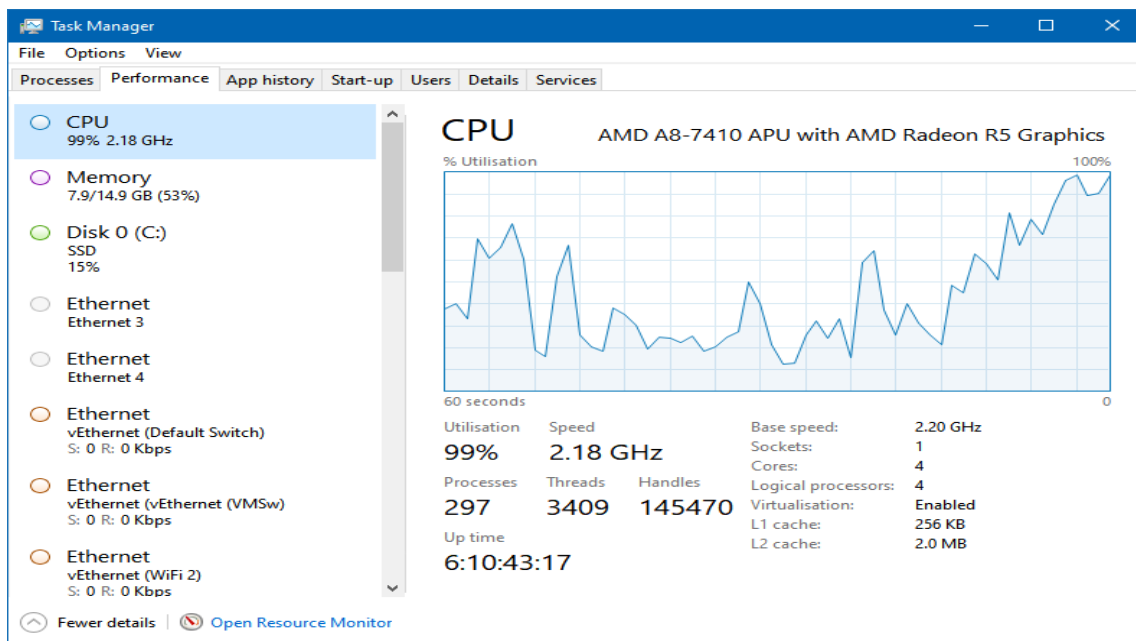 Task Manager
File Options View
Processes Performance App history Start-up Users Details Services
CPU
99% 2.18 GHz
Memory
7.9/14.9 GB (53%)
Disk 0 (C:)
SSD
15%
Ethernet
Ethernet 3
Ethernet
Ethernet 4
Ethernet
vEthernet (Default Switch)
S: 0 R: 0 Kbps
Ethernet
vEthernet (vEthernet (VMSw)
S: 0 R: 0 Kbps
Ethernet
vEthernet (WiFi 2)
S: 0 R: 0 Kbps
CPU AMD A8-7410 APU with AMD Radeon R5 Graphics
% Utilisation 100%
60 seconds 0
Utilisation Speed
99% 2.18 GHz
Processes Threads Handles
297 3409 145470
Up time
6:10:43:17
Base speed: 2.20 GHz
Sockets: 1
Cores: 4
Logical processors: 4
Virtualisation: Enabled
L1 cache: 256 KB
L2 cache: 2.0 MB
Fewer details Open Resource Monitor